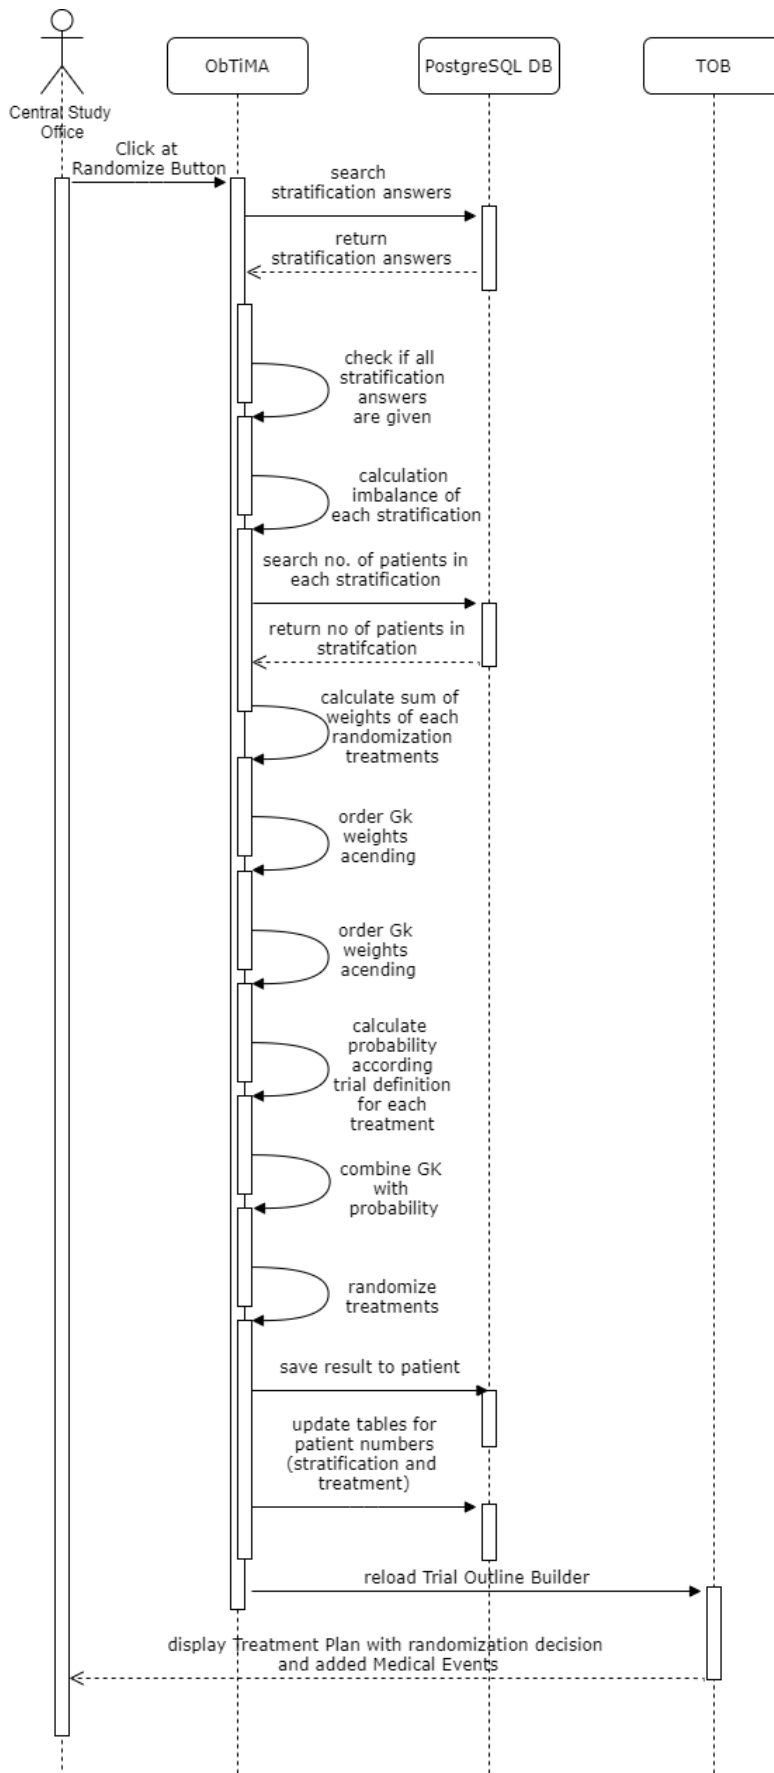 ObTiMA
PostgreSQL DB
TOB
Central Study
Office
Click at
Randomize Button
search
stratification answers
return
stratification answers
check if all
stratification
answers
are given
calculation
imbalance of
each stratification
search no. of patients in
each stratification
return no of patients in
stratifcation
calculate sum of
weights of each
randomization
treatments
order Gk
weights
acending
order Gk
weights
acending
calculate
probability
according
trial definition
for each
treatment
combine GK
with
probability
randomize
treatments
save result to patient
update tables for
patient numbers
(stratification and
treatment)
reload Trial Outline Builder
display Treatment Plan with randomization decision
and added Medical Events